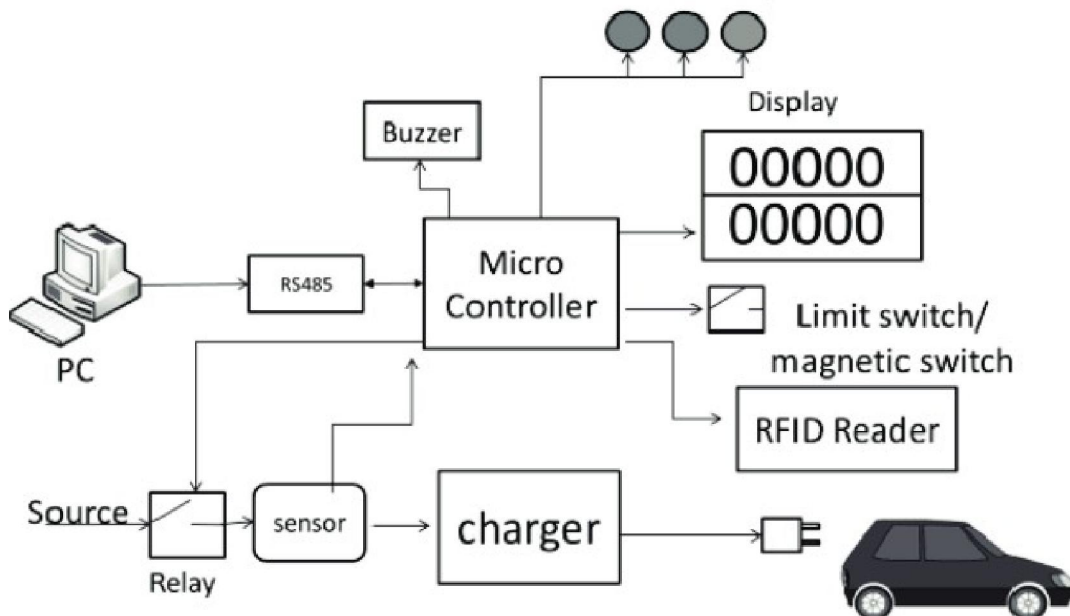 Display
Buzzer
00000
00000
Micro
Controller
RS485
PC
Limit switch/
magnetic switch
RFID Reader
Source
sensor
charger
Relay